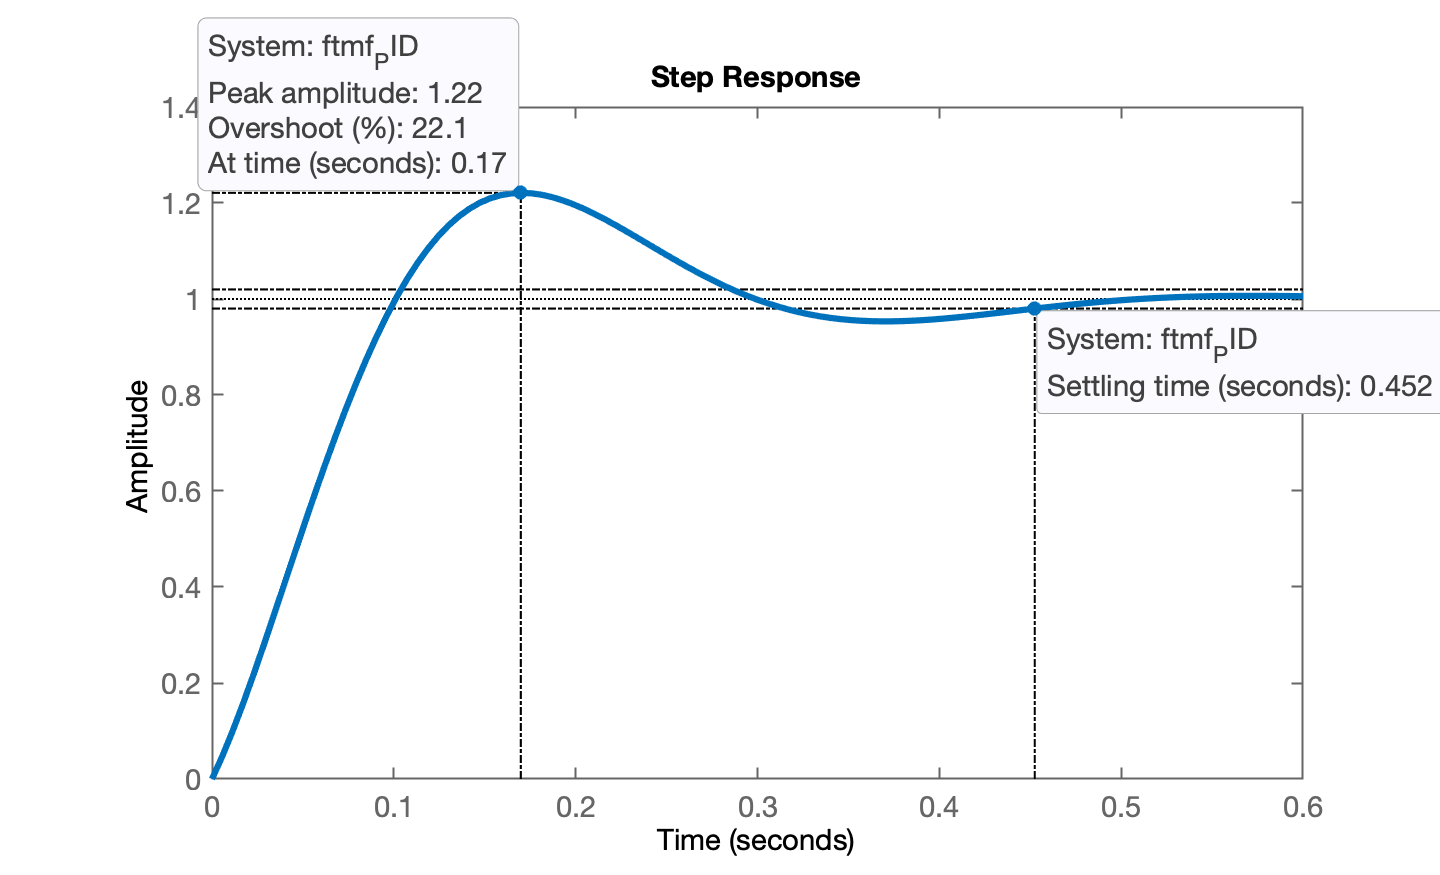 System: ftmfPID
Peak amplitude: 1.22
Overshoot (%): 22.1
At time (seconds): 0.17
Step Response
1.4
1.2
1
0.8
0.6
0.4
0.2
0
Amplitude
System: ftmfPID
Settling time (seconds): 0.452
0 0.1 0.2 0.3 0.4 0.5 0.6
Time (seconds)